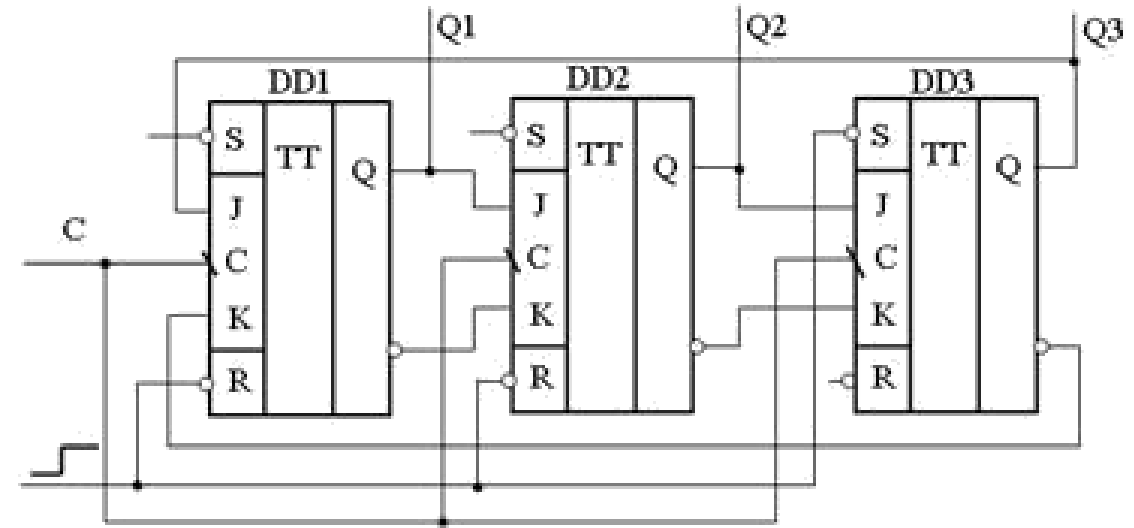 Q1 Q2 Q3
DD1 DD2 DD3
S TT Q S TT Q S TT Q
J J J
C C C C
K K K
R R R